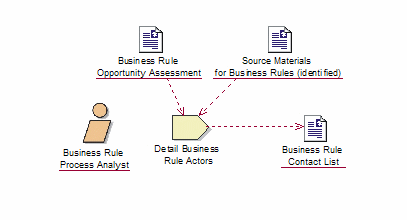 Business Rule
Opportunity Assessment
Source Materials
for Business Rules (identified)
Business Rule
Process Analyst
Detail Business
Rule Actors
Business Rule
Contact List